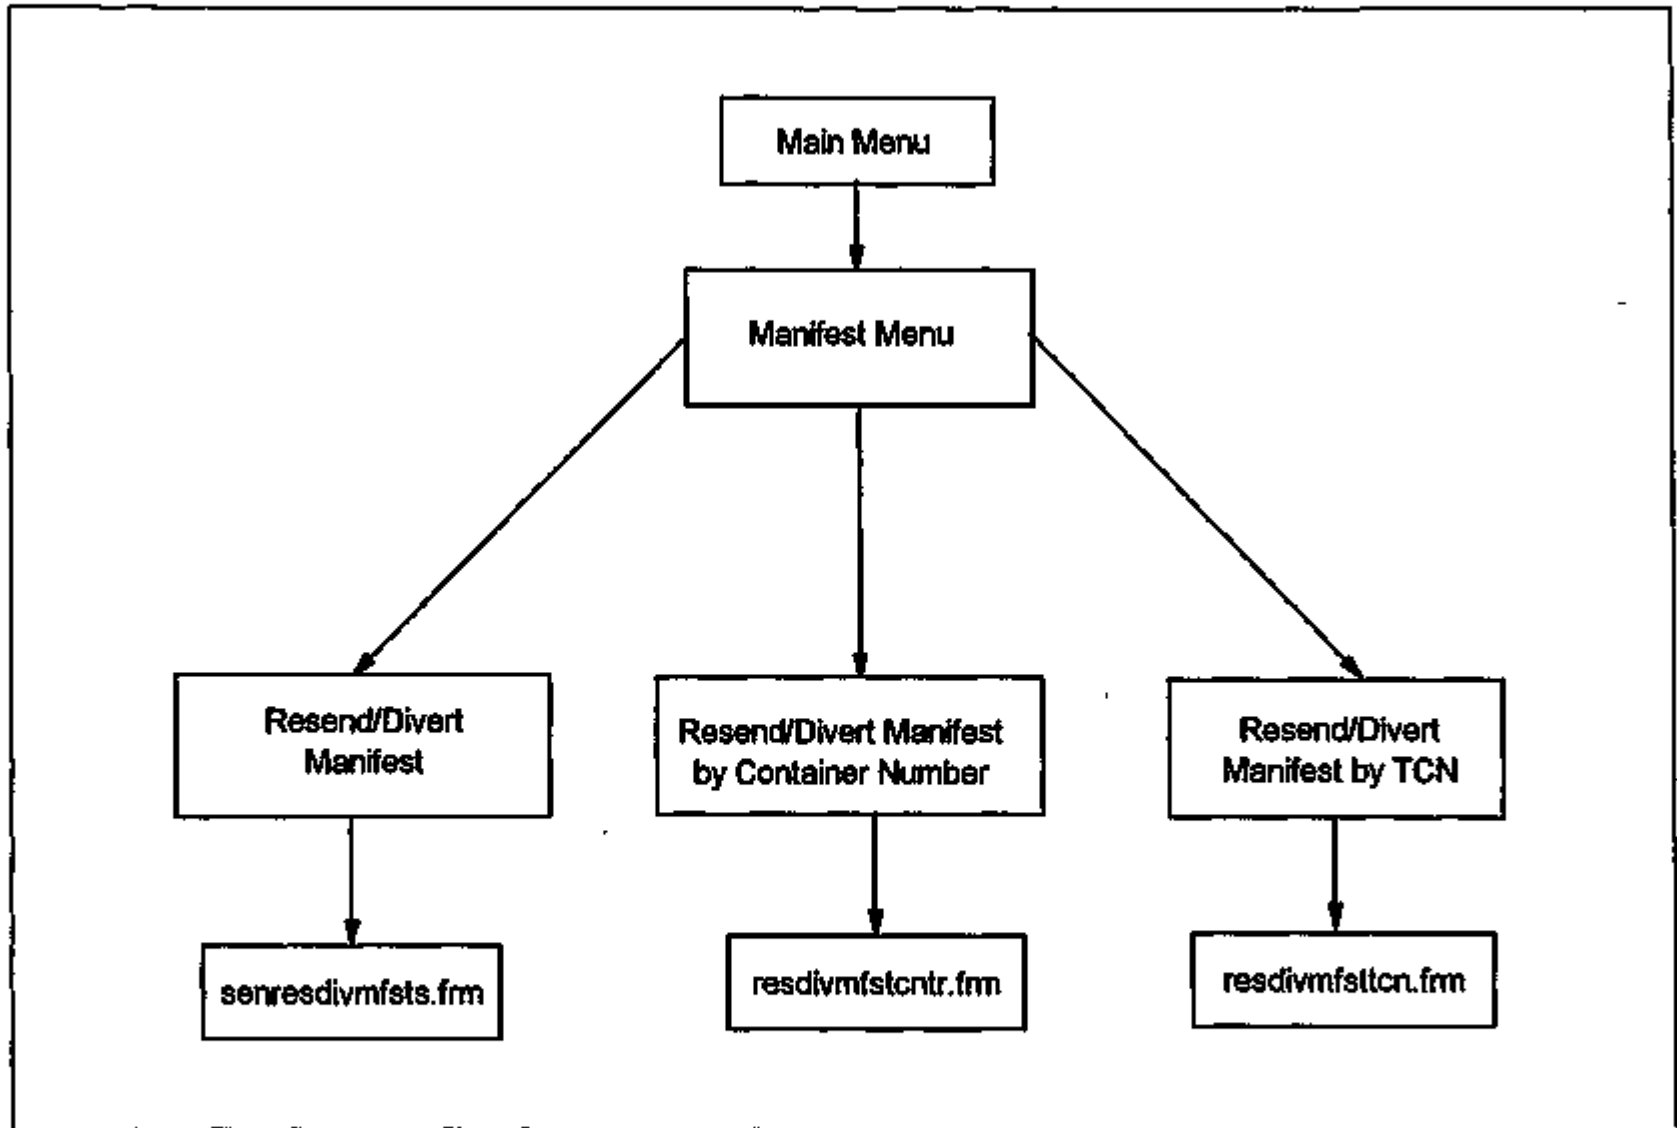 Main Menu
Manifest Menu
Resend/Divert
Manifest
Resend/Divert Manifest
by Container Number
Resend/Divert
Manifest by TCN
senresdivmfsts.frm
resdivmfstcntr.frm
resdivmfsttcn.frm